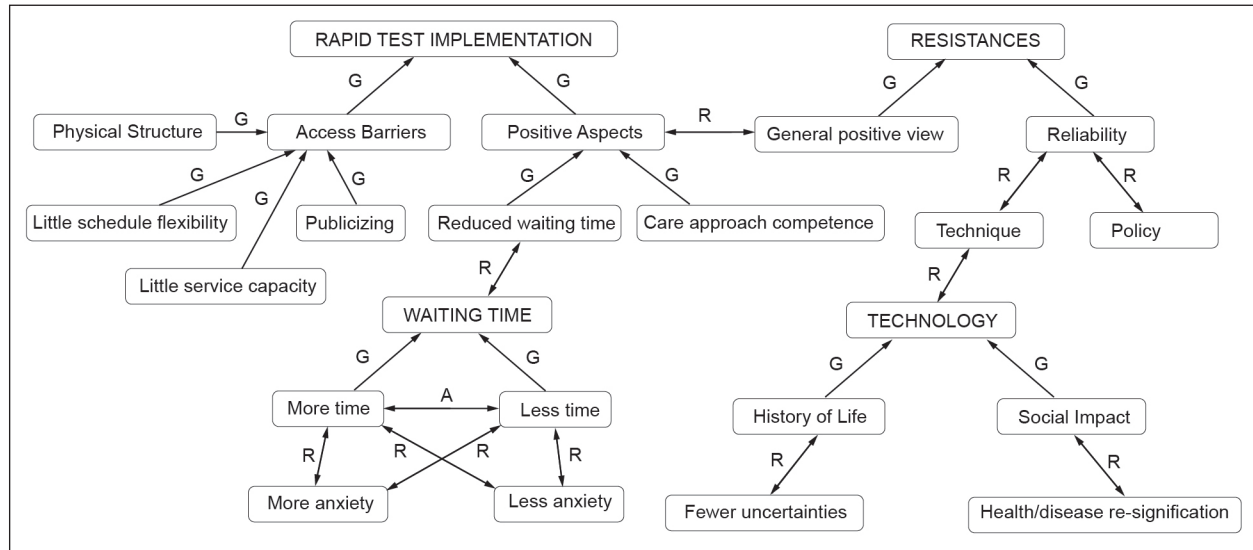 RAPID TEST IMPLEMENTATION
RESISTANCES
G
G
G
G
Physical Structure
G
Access Barriers
Positive Aspects
R
General positive view
Reliability
G
G
G
G
G
R
R
Little schedule flexibility
Publicizing
Reduced waiting time
Care approach competence
Technique
Policy
Little service capacity
R
R
WAITING TIME
TECHNOLOGY
G
G
G
G
More time
A
Less time
History of Life
Social Impact
R
R
R
R
R
R
More anxiety
Less anxiety
Fewer uncertainties
Health/disease re-signification